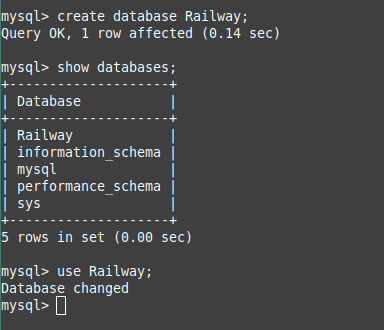 mysql> create database Railway;
Query OK, 1 row affected (0.14 sec)
mysql> show databases;
+--------------------+
| Database           |
+--------------------+
| Railway            |
| information_schema |
| mysql              |
| performance_schema |
| sys                |
+--------------------+
5 rows in set (0.00 sec)
mysql> use Railway;
Database changed
mysql>